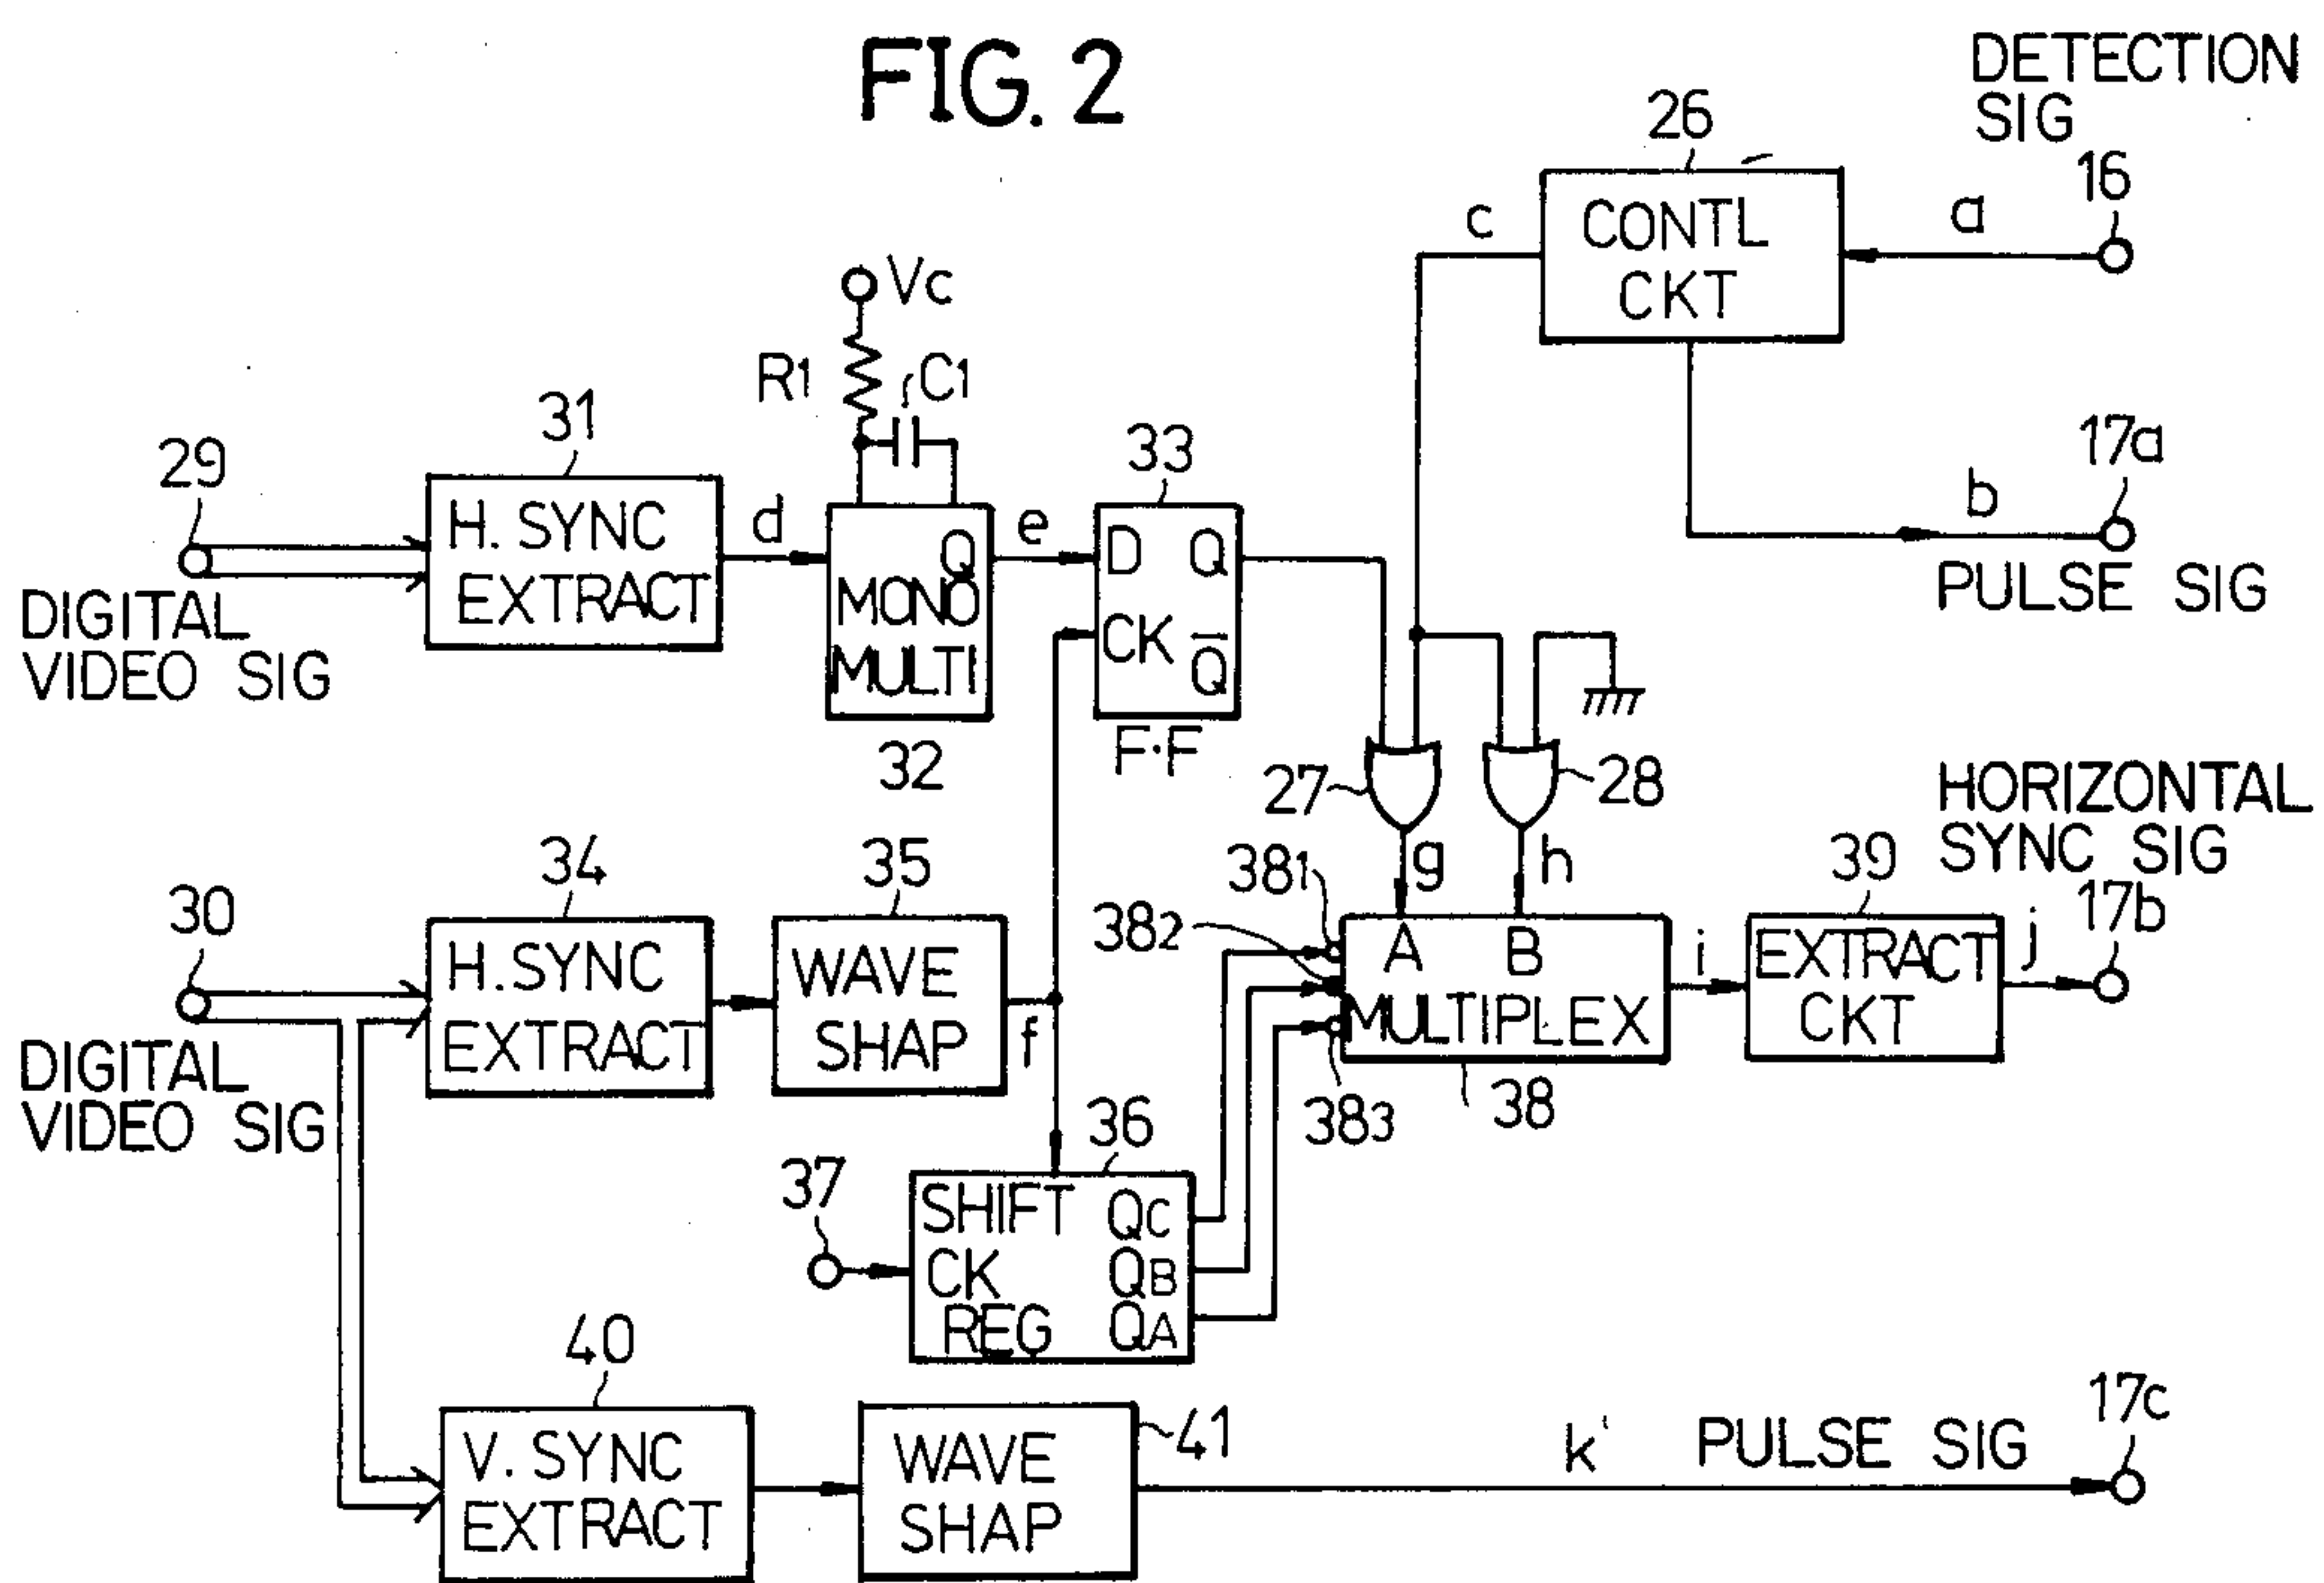 FIG. 2
DETECTION
SIG
26
16
CONTL
CKT
c
a
Vc
R1
C1
17a
b
PULSE SIG
29
31
33
H. SYNC
EXTRACT
d
Q
MONO
MULTI
e
D Q
CK Q̅
DIGITAL
VIDEO SIG
32
F·F
27
28
HORIZONTAL
SYNC SIG
30
34
35
g
h
381
382
39
17b
H. SYNC
EXTRACT
WAVE
SHAP
f
A B
MULTIPLEX
i
EXTRACT
CKT
j
DIGITAL
VIDEO SIG
383
38
36
37
SHIFT QC
CK QB
REG QA
40
41
17c
V. SYNC
EXTRACT
WAVE
SHAP
k'
PULSE SIG